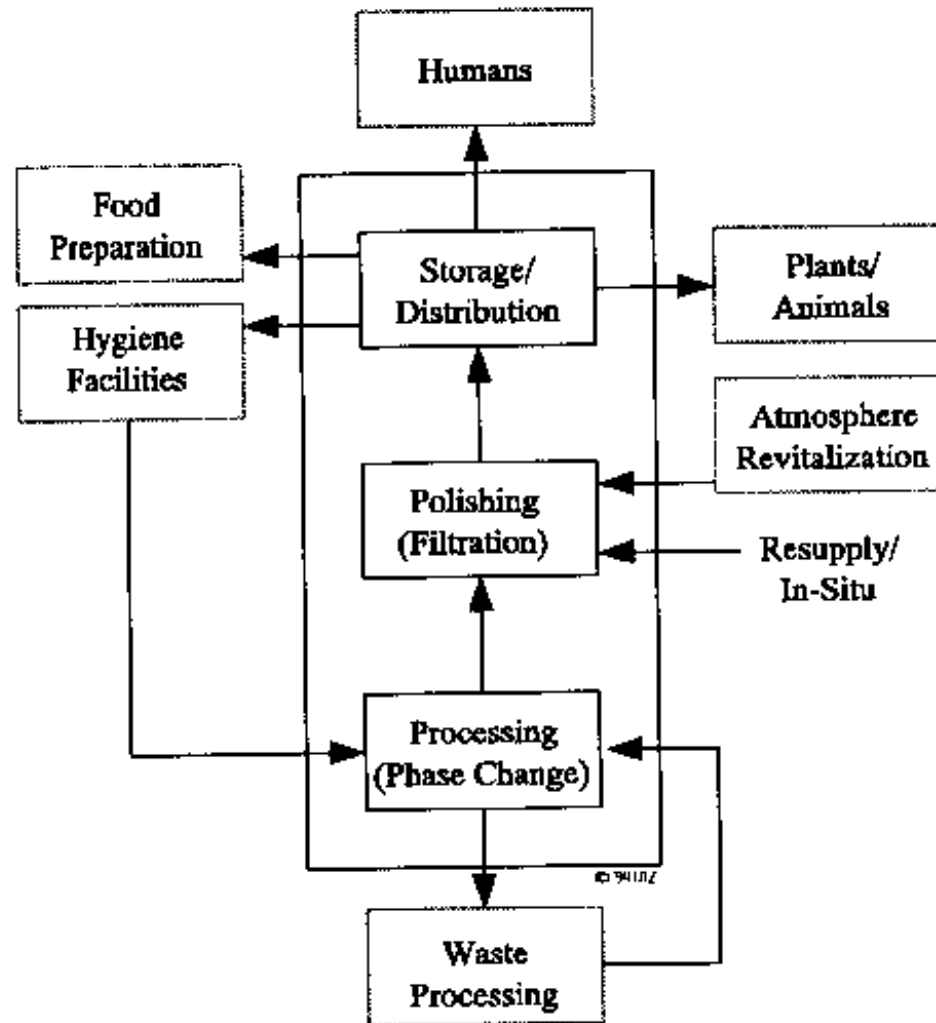 Humans
Food
Preparation
Storage/
Distribution
Plants/
Animals
Hygiene
Facilities
Atmosphere
Revitalization
Polishing
(Filtration)
Resupply/
In-Situ
Processing
(Phase Change)
Waste
Processing